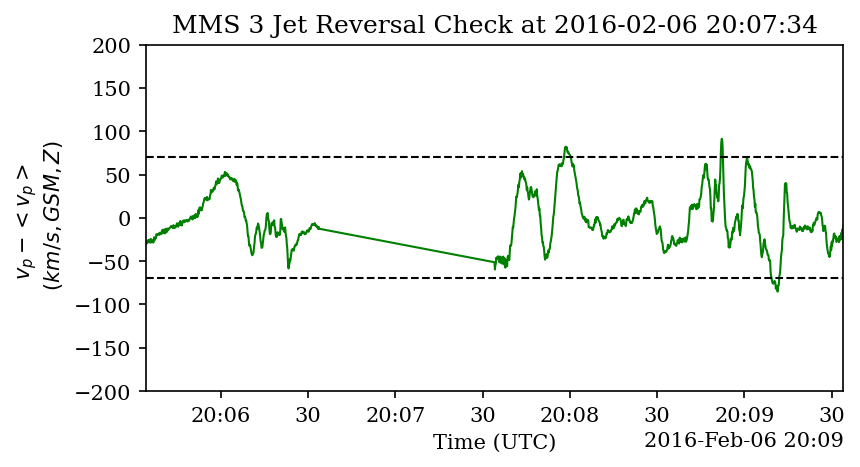 MMS 3 Jet Reversal Check at 2016-02-06 20:07:34
200
150
100
50
0
−50
−100
−150
−200
v_p − < v_p >
(km/s, GSM, Z)
20:06 30 20:07 30 20:08 30 20:09 30
Time (UTC)
2016-Feb-06 20:09